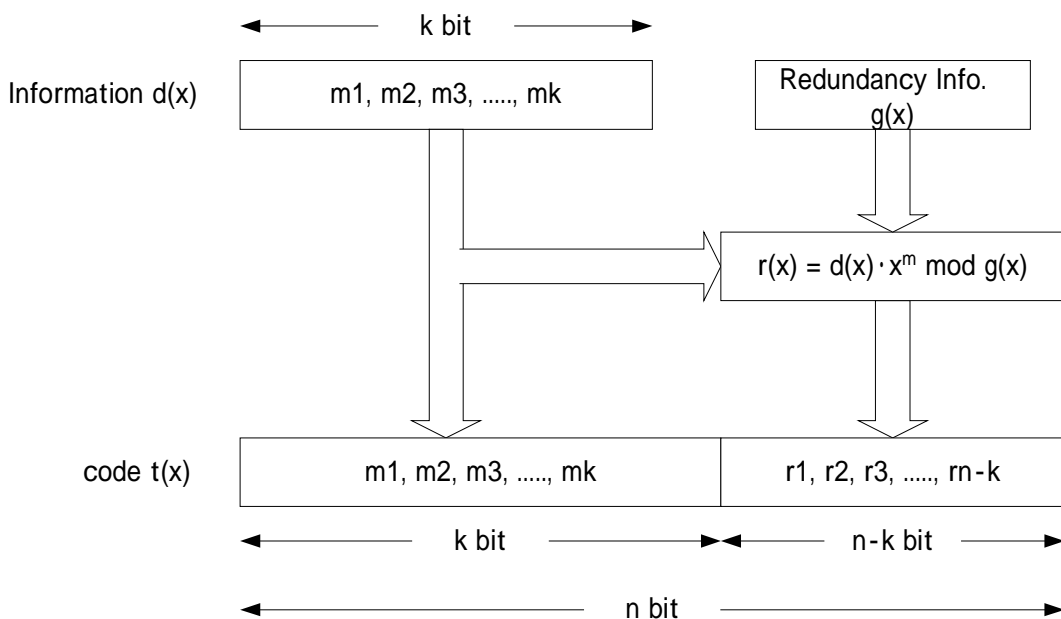 k bit
Information d(x)
m1, m2, m3, ....., mk
Redundancy Info.
g(x)
r(x) = d(x)·xᵐ mod g(x)
code t(x)
m1, m2, m3, ....., mk
r1, r2, r3, ....., rn-k
k bit
n-k bit
n bit